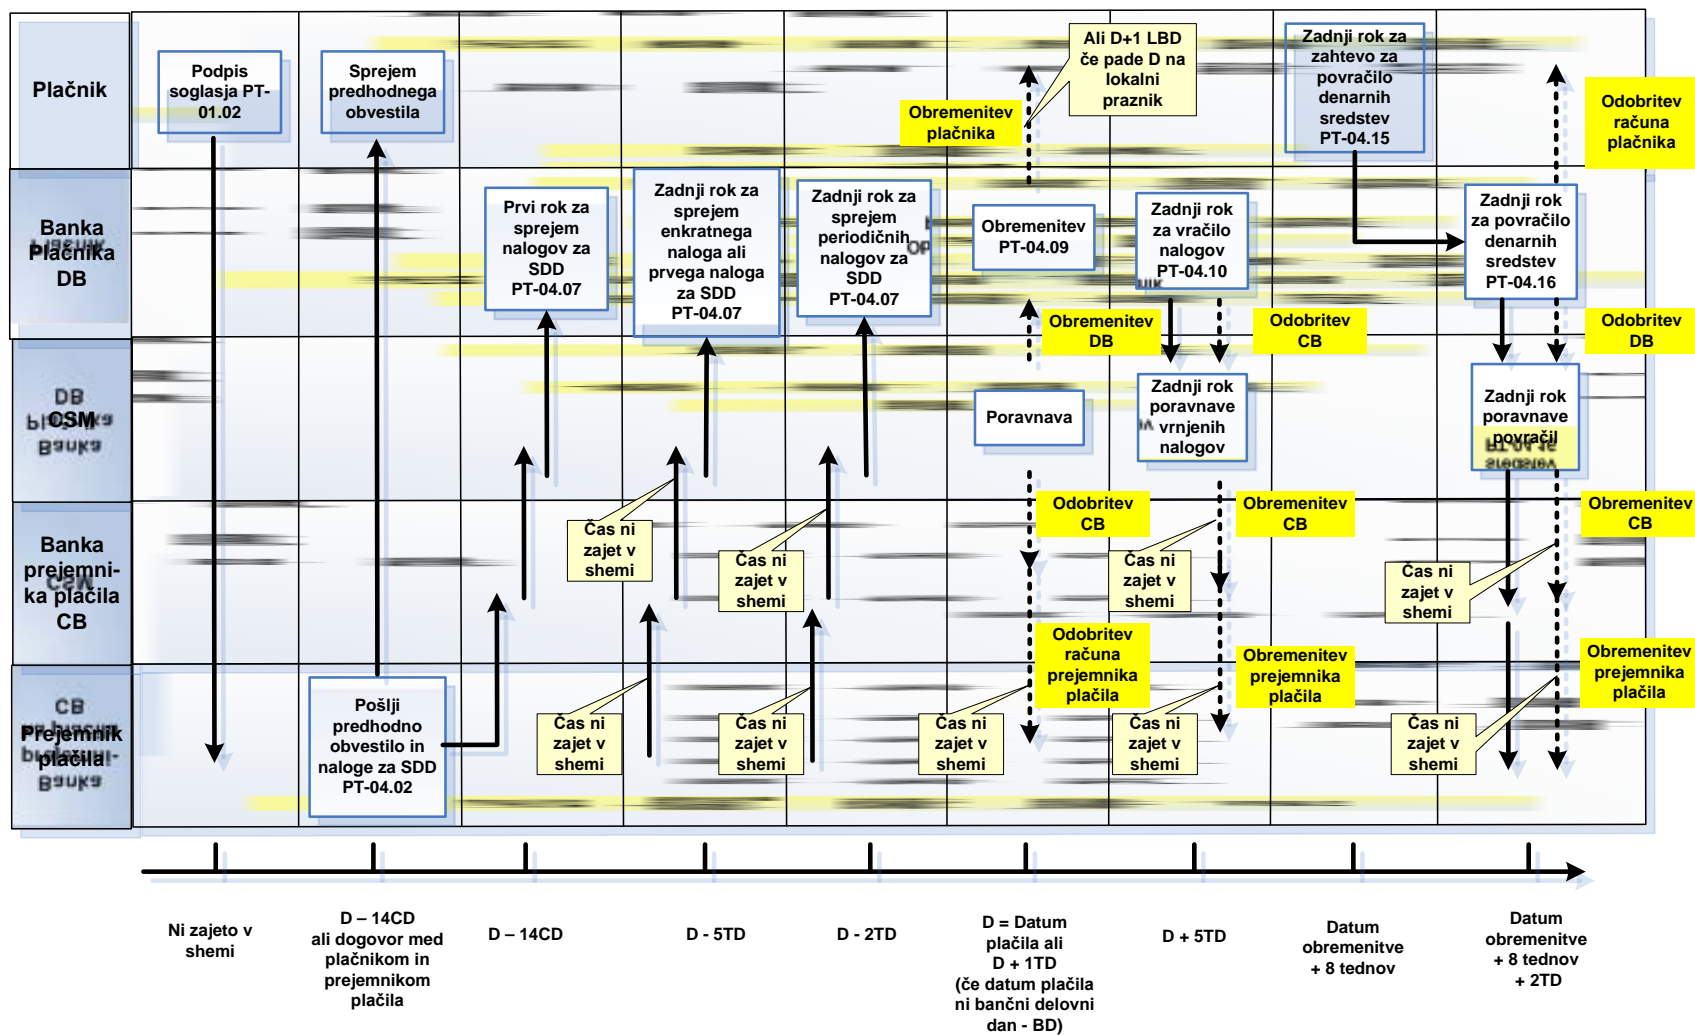 Plačnik
Podpis
soglasja PT-
01.02
Sprejem
predhodnega
obvestila
Obremenitev
plačnika
Ali D+1 LBD
če pade D na
lokalni
praznik
Zadnji rok za
zahtevo za
povračilo
denarnih
sredstev
PT-04.15
Odobritev
računa
plačnika
Banka
Plačnika
DB
Prvi rok za
sprejem
nalogov za
SDD
PT-04.07
Zadnji rok za
sprejem
enkratnega
naloga ali
prvega naloga
za SDD
PT-04.07
Zadnji rok za
sprejem
periodičnih
nalogov za
SDD
PT-04.07
Obremenitev
PT-04.09
Zadnji rok
za vračilo
nalogov
PT-04.10
Zadnji rok
za povračilo
denarnih
sredstev
PT-04.16
Obremenitev
DB
Odobritev
CB
Odobritev
DB
CSM
Poravnava
Zadnji rok
poravnave
vrnjenih
nalogov
Zadnji rok
poravnave
povračil
Banka
prejemni-
ka plačila
CB
Čas ni
zajet v
shemi
Čas ni
zajet v
shemi
Odobritev
CB
Čas ni
zajet v
shemi
Obremenitev
CB
Čas ni
zajet v
shemi
Obremenitev
CB
Odobritev
računa
prejemnika
plačila
Obremenitev
prejemnika
plačila
Obremenitev
prejemnika
plačila
Prejemnik
plačila
Pošlji
predhodno
obvestilo in
naloge za SDD
PT-04.02
Čas ni
zajet v
shemi
Čas ni
zajet v
shemi
Čas ni
zajet v
shemi
Čas ni
zajet v
shemi
Čas ni
zajet v
shemi
Ni zajeto v
shemi
D – 14CD
ali dogovor med
plačnikom in
prejemnikom
plačila
D – 14CD
D - 5TD
D - 2TD
D = Datum
plačila ali
D + 1TD
(če datum plačila
ni bančni delovni
dan - BD)
D + 5TD
Datum
obremenitve
+ 8 tednov
Datum
obremenitve
+ 8 tednov
+ 2TD